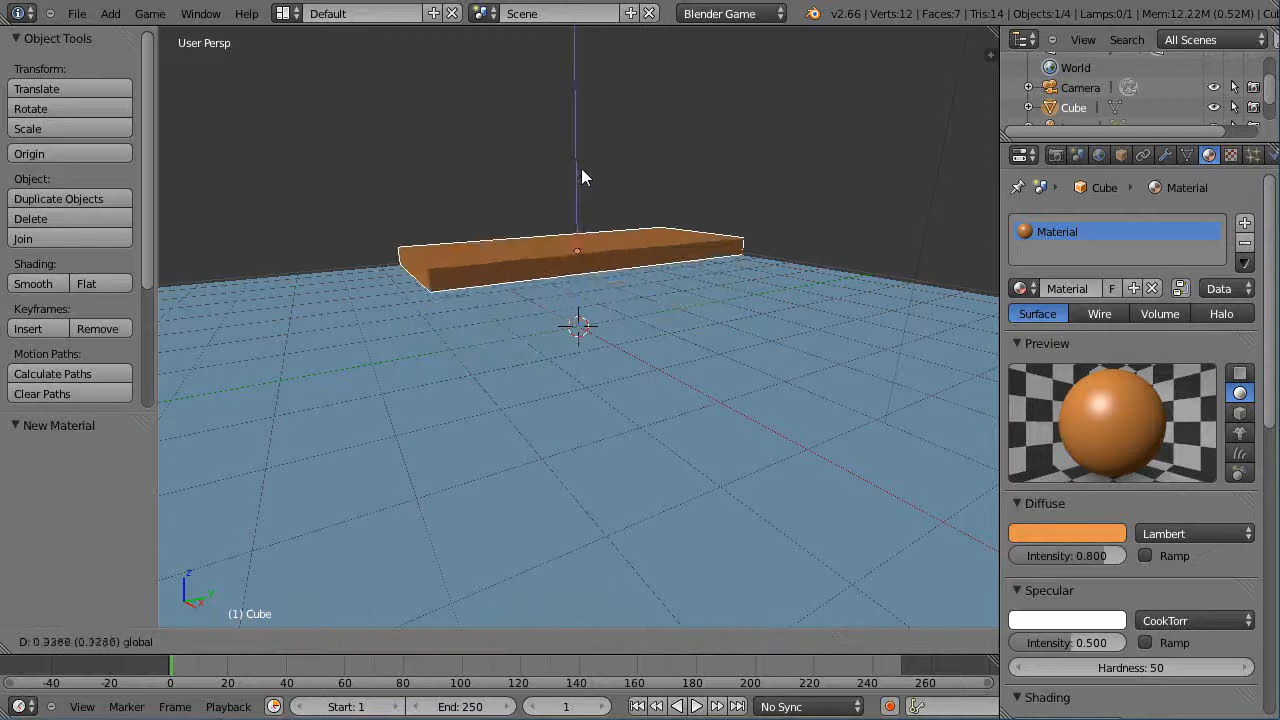 File Add Game Window Help Default Scene Blender Game v2.66 | Verts:12 | Faces:7 | Tris:14 | Objects:1/4 | Lamps:0/1 | Mem:12.22M (0.52M) | Cu
Object Tools
Transform:
Translate
Rotate
Scale
Origin
Object:
Duplicate Objects
Delete
Join
Shading:
Smooth Flat
Keyframes:
Insert Remove
Motion Paths:
Calculate Paths
Clear Paths
New Material
User Persp
z
y
x
(1) Cube
global
View Search All Scenes
World
Camera
Cube
Cube Material
Material
Material F Data
Surface Wire Volume Halo
Preview
Diffuse
Lambert
Intensity: 0.800 Ramp
Specular
CookTorr
Intensity: 0.500 Ramp
Hardness: 50
Shading
-40 -20 0 20 40 60 80 100 120 140 160 180 200 220 240 260
View Marker Frame Playback Start: 1 End: 250 1 No Sync